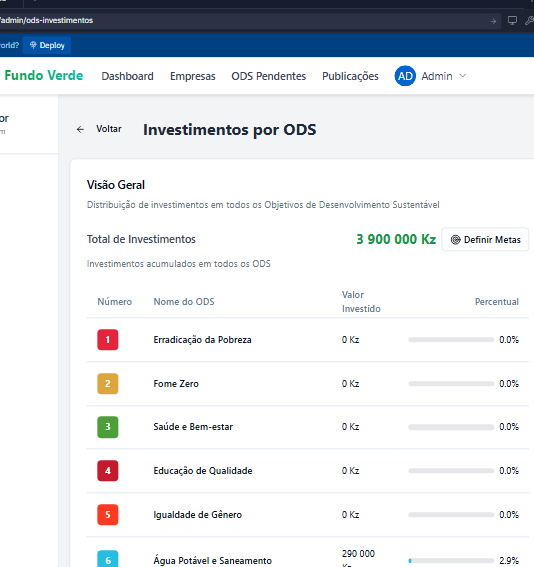 /admin/ods-investimentos
world? Deploy
Fundo Verde Dashboard Empresas ODS Pendentes Publicações AD Admin
or
m
Voltar Investimentos por ODS
Visão Geral
Distribuição de investimentos em todos os Objetivos de Desenvolvimento Sustentável
Total de Investimentos 3 900 000 Kz Definir Metas
Investimentos acumulados em todos os ODS
Número Nome do ODS Valor Investido Percentual
1 Erradicação da Pobreza 0 Kz 0.0%
2 Fome Zero 0 Kz 0.0%
3 Saúde e Bem-estar 0 Kz 0.0%
4 Educação de Qualidade 0 Kz 0.0%
5 Igualdade de Gênero 0 Kz 0.0%
6 Água Potável e Saneamento 290 000 Kz 2.9%